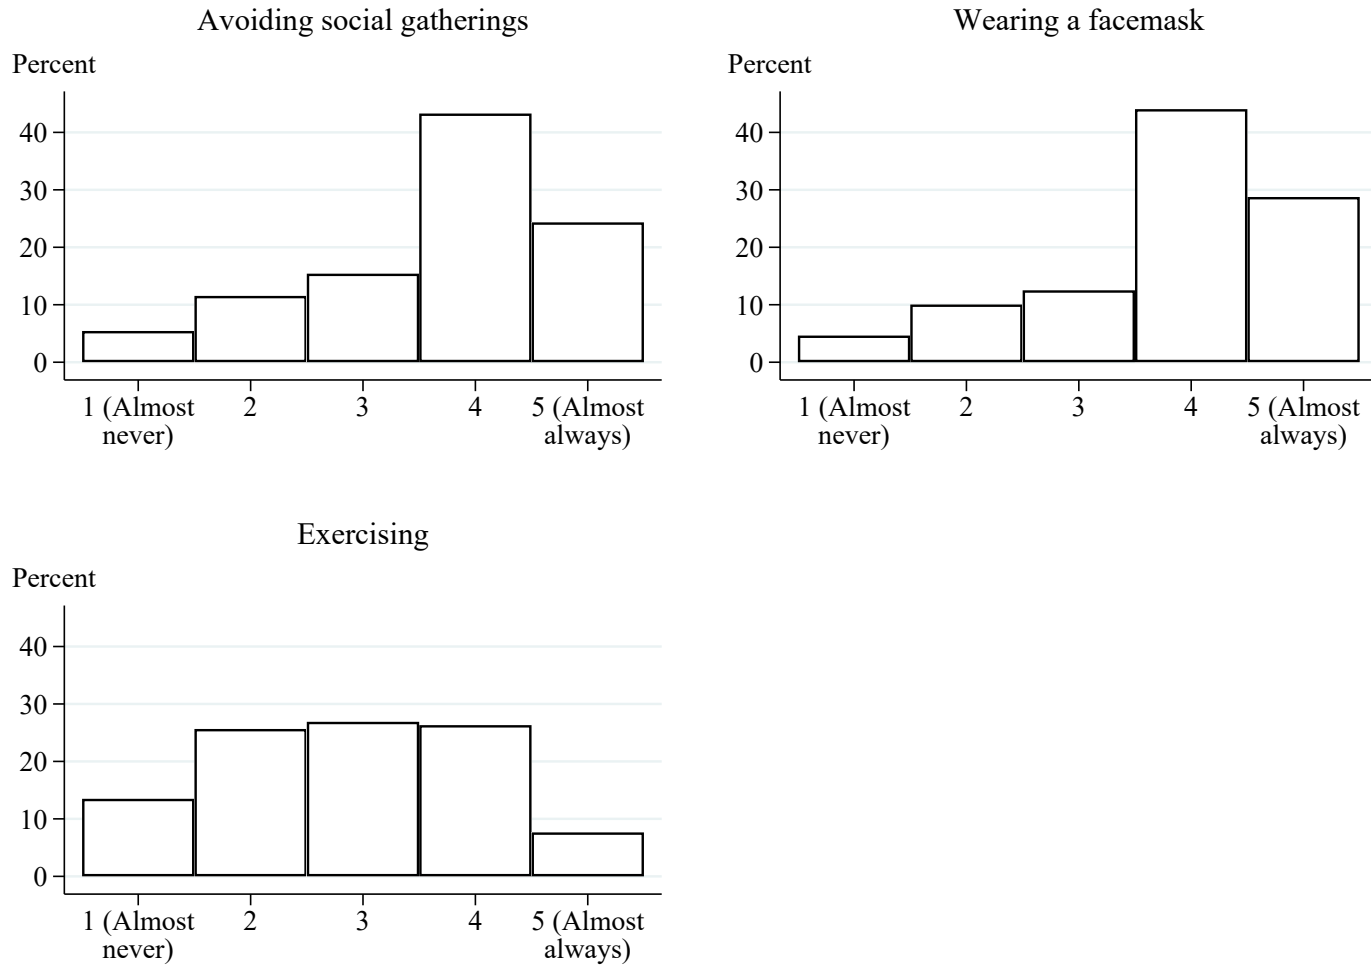 Avoiding social gatherings
Percent
40
30
20
10
0
1 (Almost never)
2
3
4
5 (Almost always)
Wearing a facemask
Percent
40
30
20
10
0
1 (Almost never)
2
3
4
5 (Almost always)
Exercising
Percent
40
30
20
10
0
1 (Almost never)
2
3
4
5 (Almost always)